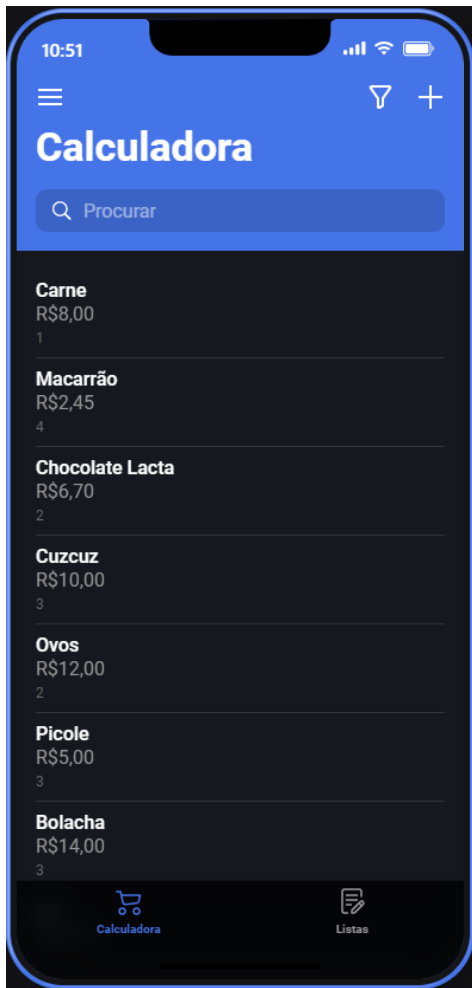 10:51
Calculadora
Procurar
Carne
R$8,00
1
Macarrão
R$2,45
4
Chocolate Lacta
R$6,70
2
Cuzcuz
R$10,00
3
Ovos
R$12,00
2
Picole
R$5,00
3
Bolacha
R$14,00
3
Calculadora
Listas